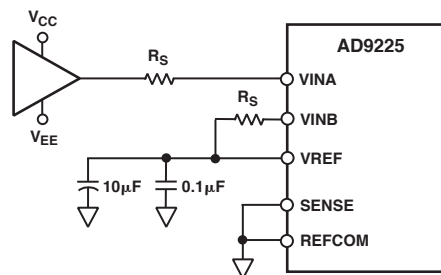 VCC
AD9225
RS
VINA
RS
VINB
VEE
VREF
10μF
0.1μF
SENSE
REFCOM